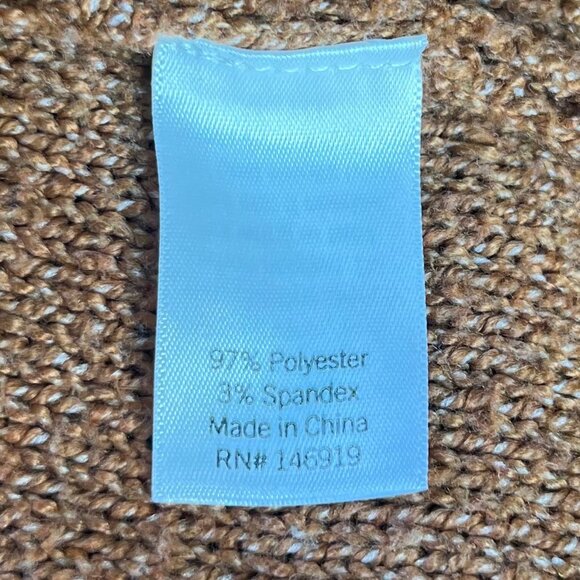 97% Polyester
3% Spandex
Made in China
RN# 146919